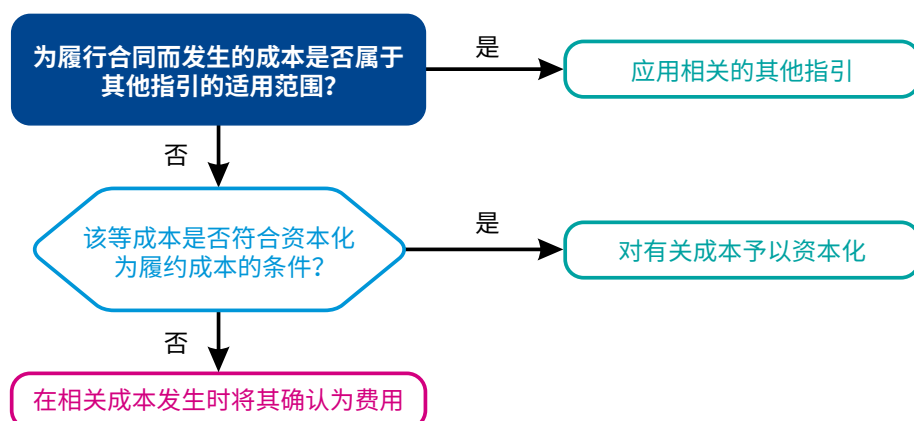 为履行合同而发生的成本是否属于
其他指引的适用范围？
是
应用相关的其他指引
否
该等成本是否符合资本化
为履约成本的条件？
是
对有关成本予以资本化
否
在相关成本发生时将其确认为费用